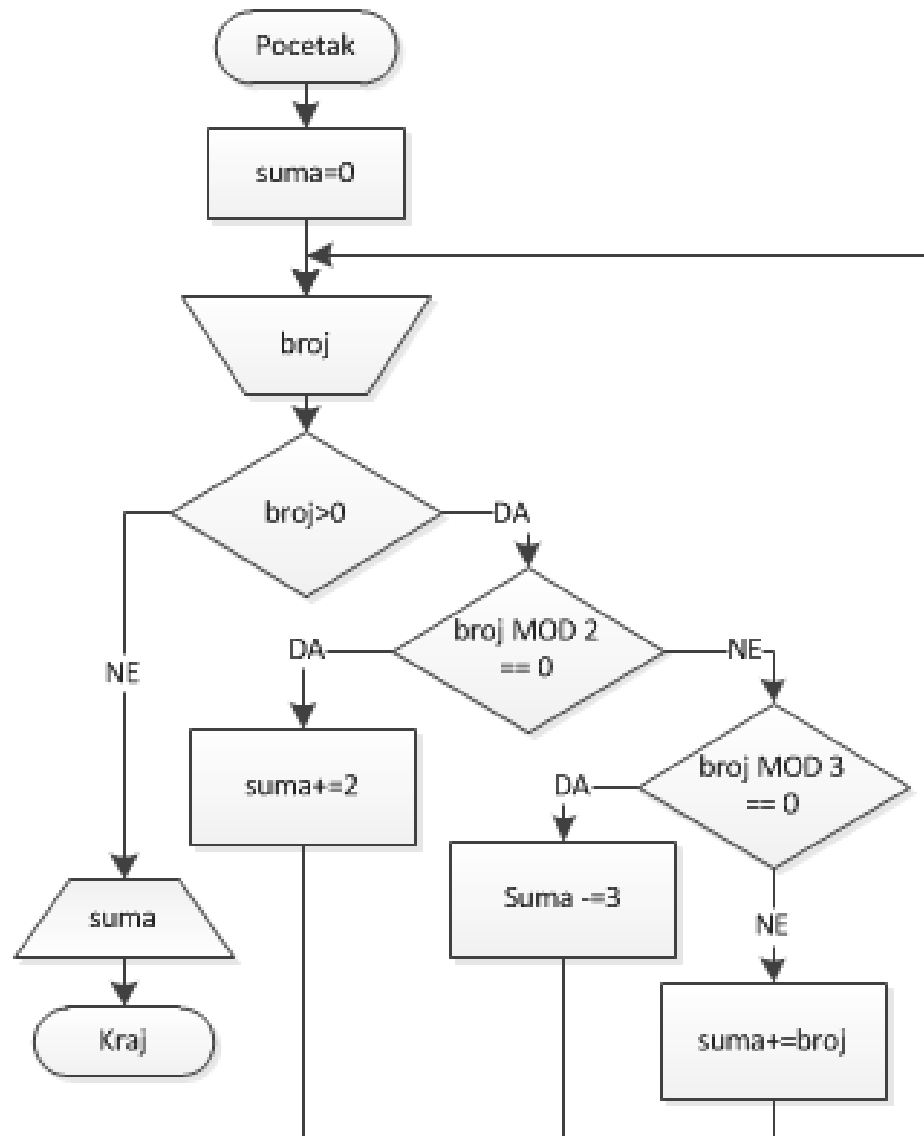 Pocetak
suma=0
broj
broj>0
DA
NE
broj MOD 2
== 0
DA
NE
suma+=2
broj MOD 3
== 0
DA
NE
Suma -=3
suma+=broj
suma
Kraj